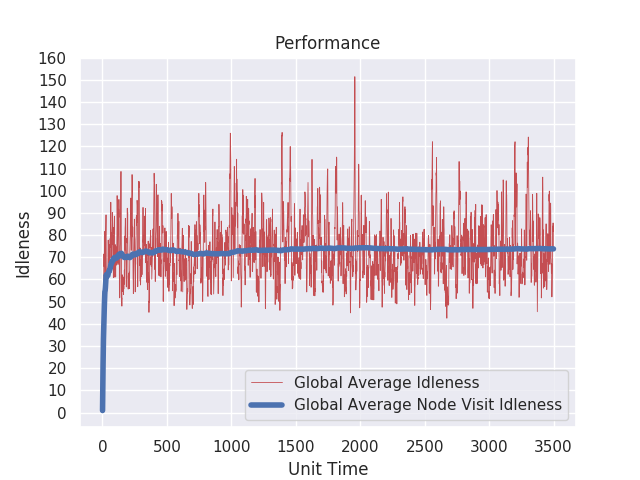 Performance
160
150
140
130
120
110
100
90
80
70
60
50
40
30
20
10
0
Idleness
Global Average Idleness
Global Average Node Visit Idleness
0 500 1000 1500 2000 2500 3000 3500
Unit Time